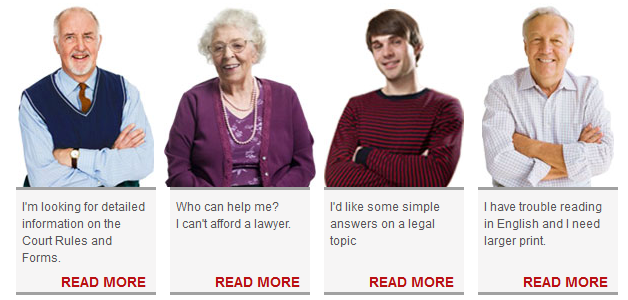 I'm looking for detailed
information on the
Court Rules and
Forms.
READ MORE
Who can help me?
I can't afford a lawyer.
READ MORE
I'd like some simple
answers on a legal
topic
READ MORE
I have trouble reading
in English and I need
larger print.
READ MORE